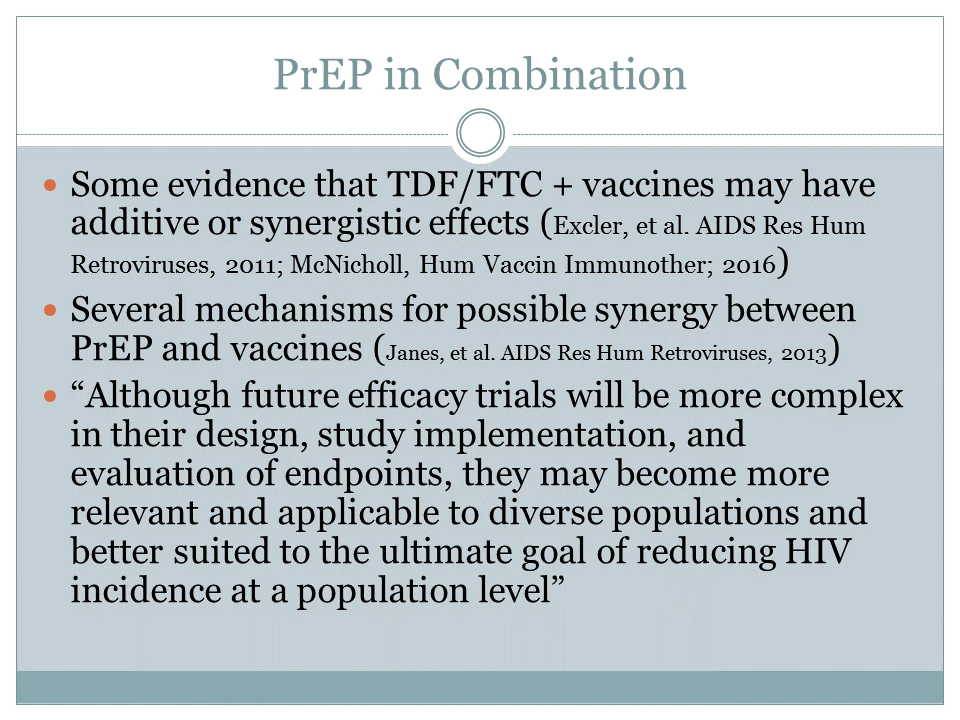 PrEP in Combination
• Some evidence that TDF/FTC + vaccines may have
additive or synergistic effects (Excler, et al. AIDS Res Hum
Retroviruses, 2011; McNicholl, Hum Vaccin Immunother; 2016)
• Several mechanisms for possible synergy between
PrEP and vaccines (Janes, et al. AIDS Res Hum Retroviruses, 2013)
• “Although future efficacy trials will be more complex
in their design, study implementation, and
evaluation of endpoints, they may become more
relevant and applicable to diverse populations and
better suited to the ultimate goal of reducing HIV
incidence at a population level”